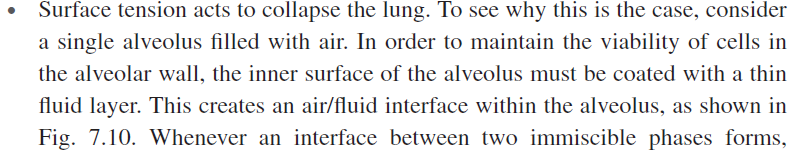 • Surface tension acts to collapse the lung. To see why this is the case, consider
a single alveolus filled with air. In order to maintain the viability of cells in
the alveolar wall, the inner surface of the alveolus must be coated with a thin
fluid layer. This creates an air/fluid interface within the alveolus, as shown in
Fig. 7.10. Whenever an interface between two immiscible phases forms,